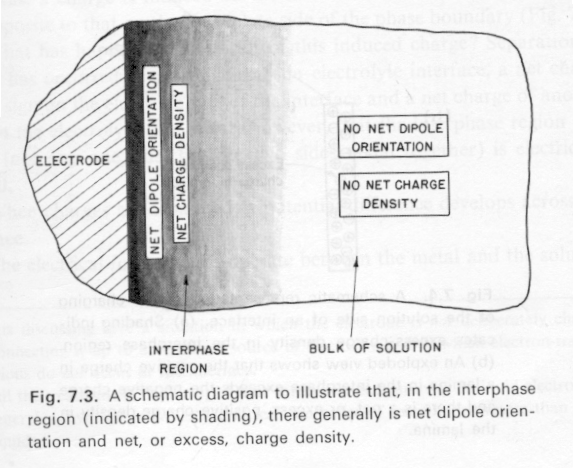 ELECTRODE
NET DIPOLE ORIENTATION
NET CHARGE DENSITY
NO NET DIPOLE
ORIENTATION
NO NET CHARGE
DENSITY
INTERPHASE
REGION
BULK OF SOLUTION
Fig. 7.3. A schematic diagram to illustrate that, in the interphase
region (indicated by shading), there generally is net dipole orien-
tation and net, or excess, charge density.